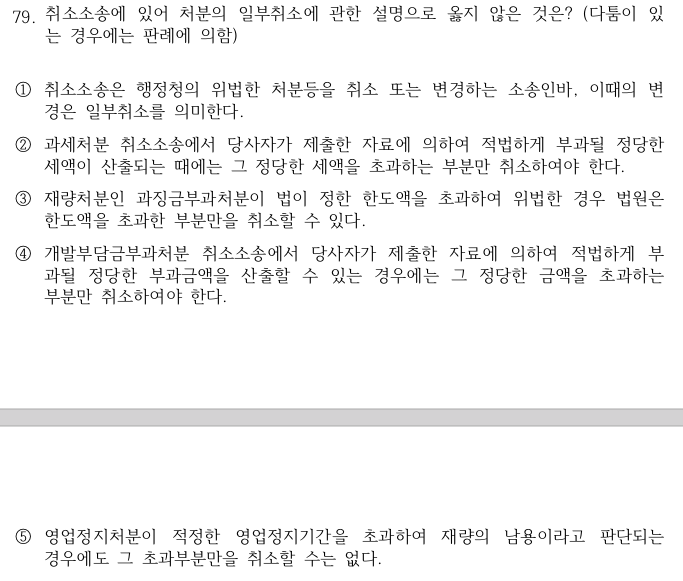 79. 취소소송에 있어 처분의 일부취소에 관한 설명으로 옳지 않은 것은? (다툼이 있
는 경우에는 판례에 의함)
① 취소소송은 행정청의 위법한 처분등을 취소 또는 변경하는 소송인바, 이때의 변
경은 일부취소를 의미한다.
② 과세처분 취소소송에서 당사자가 제출한 자료에 의하여 적법하게 부과될 정당한
세액이 산출되는 때에는 그 정당한 세액을 초과하는 부분만 취소하여야 한다.
③ 재량처분인 과징금부과처분이 법이 정한 한도액을 초과하여 위법한 경우 법원은
한도액을 초과한 부분만을 취소할 수 있다.
④ 개발부담금부과처분 취소소송에서 당사자가 제출한 자료에 의하여 적법하게 부
과될 정당한 부과금액을 산출할 수 있는 경우에는 그 정당한 금액을 초과하는
부분만 취소하여야 한다.
⑤ 영업정지처분이 적정한 영업정지기간을 초과하여 재량의 남용이라고 판단되는
경우에도 그 초과부분만을 취소할 수는 없다.